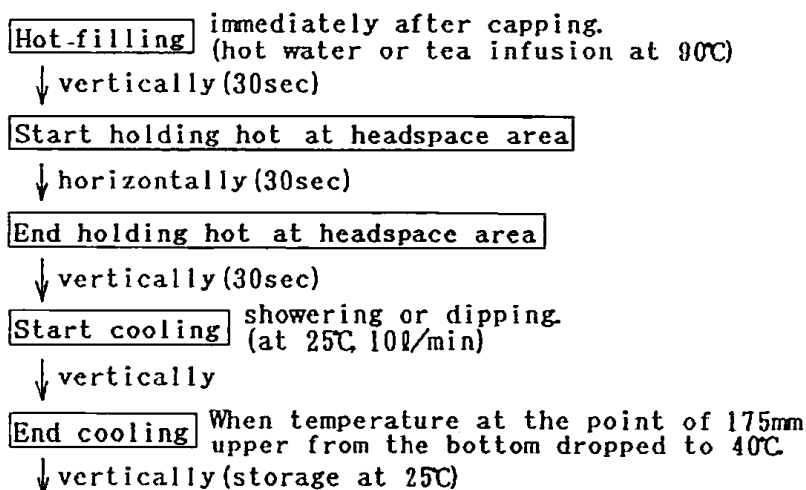 Hot-filling immediately after capping.
(hot water or tea infusion at 90℃)
vertically(30sec)
Start holding hot at headspace area
horizontally(30sec)
End holding hot at headspace area
vertically(30sec)
Start cooling showering or dipping.
(at 25℃, 10ℓ/min)
vertically
End cooling When temperature at the point of 175mm
upper from the bottom dropped to 40℃.
vertically(storage at 25℃)